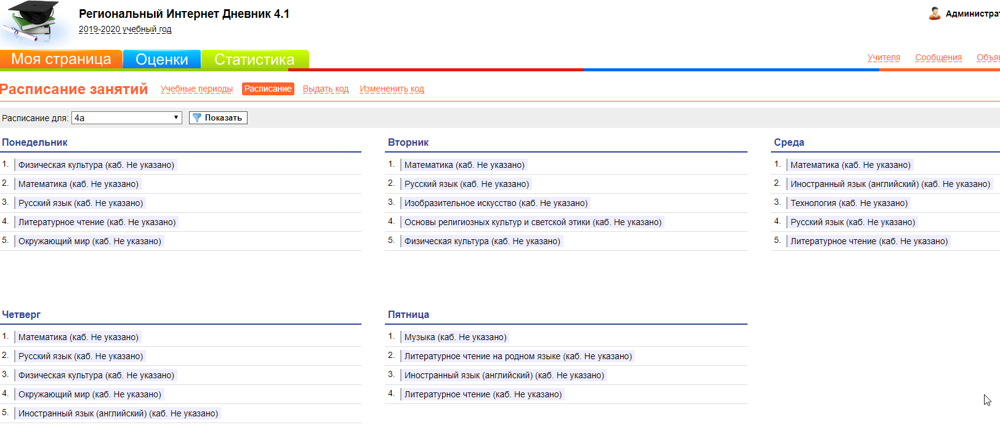 Региональный Интернет Дневник 4.1
2019-2020 учебный год
Моя страница
Оценки
Статистика
Учителя
Сообщения
Расписание занятий
Учебные периоды
Расписание
Выдать код
Измененить код
Расписание для: 4а
Показать
Понедельник
1. Физическая культура (каб. Не указано)
2. Математика (каб. Не указано)
3. Русский язык (каб. Не указано)
4. Литературное чтение (каб. Не указано)
5. Окружающий мир (каб. Не указано)
Вторник
1. Математика (каб. Не указано)
2. Русский язык (каб. Не указано)
3. Изобразительное искусство (каб. Не указано)
4. Основы религиозных культур и светской этики (каб. Не указано)
5. Физическая культура (каб. Не указано)
Среда
1. Математика (каб. Не указано)
2. Иностранный язык (английский) (каб. Не указано)
3. Технология (каб. Не указано)
4. Русский язык (каб. Не указано)
5. Литературное чтение (каб. Не указано)
Четверг
1. Математика (каб. Не указано)
2. Русский язык (каб. Не указано)
3. Физическая культура (каб. Не указано)
4. Окружающий мир (каб. Не указано)
5. Иностранный язык (английский) (каб. Не указано)
Пятница
1. Музыка (каб. Не указано)
2. Литературное чтение на родном языке (каб. Не указано)
3. Иностранный язык (английский) (каб. Не указано)
4. Литературное чтение (каб. Не указано)